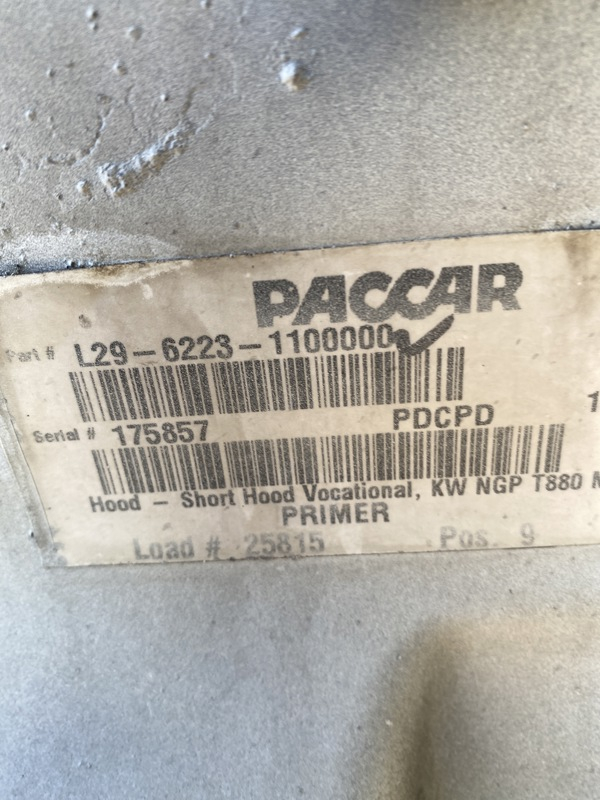 PACCAR
Part # L29-6223-1100000
Serial # 175857 PDCPD 1
Hood - Short Hood Vocational, KW NGP T880
PRIMER
Load # 25815 Pos. 9